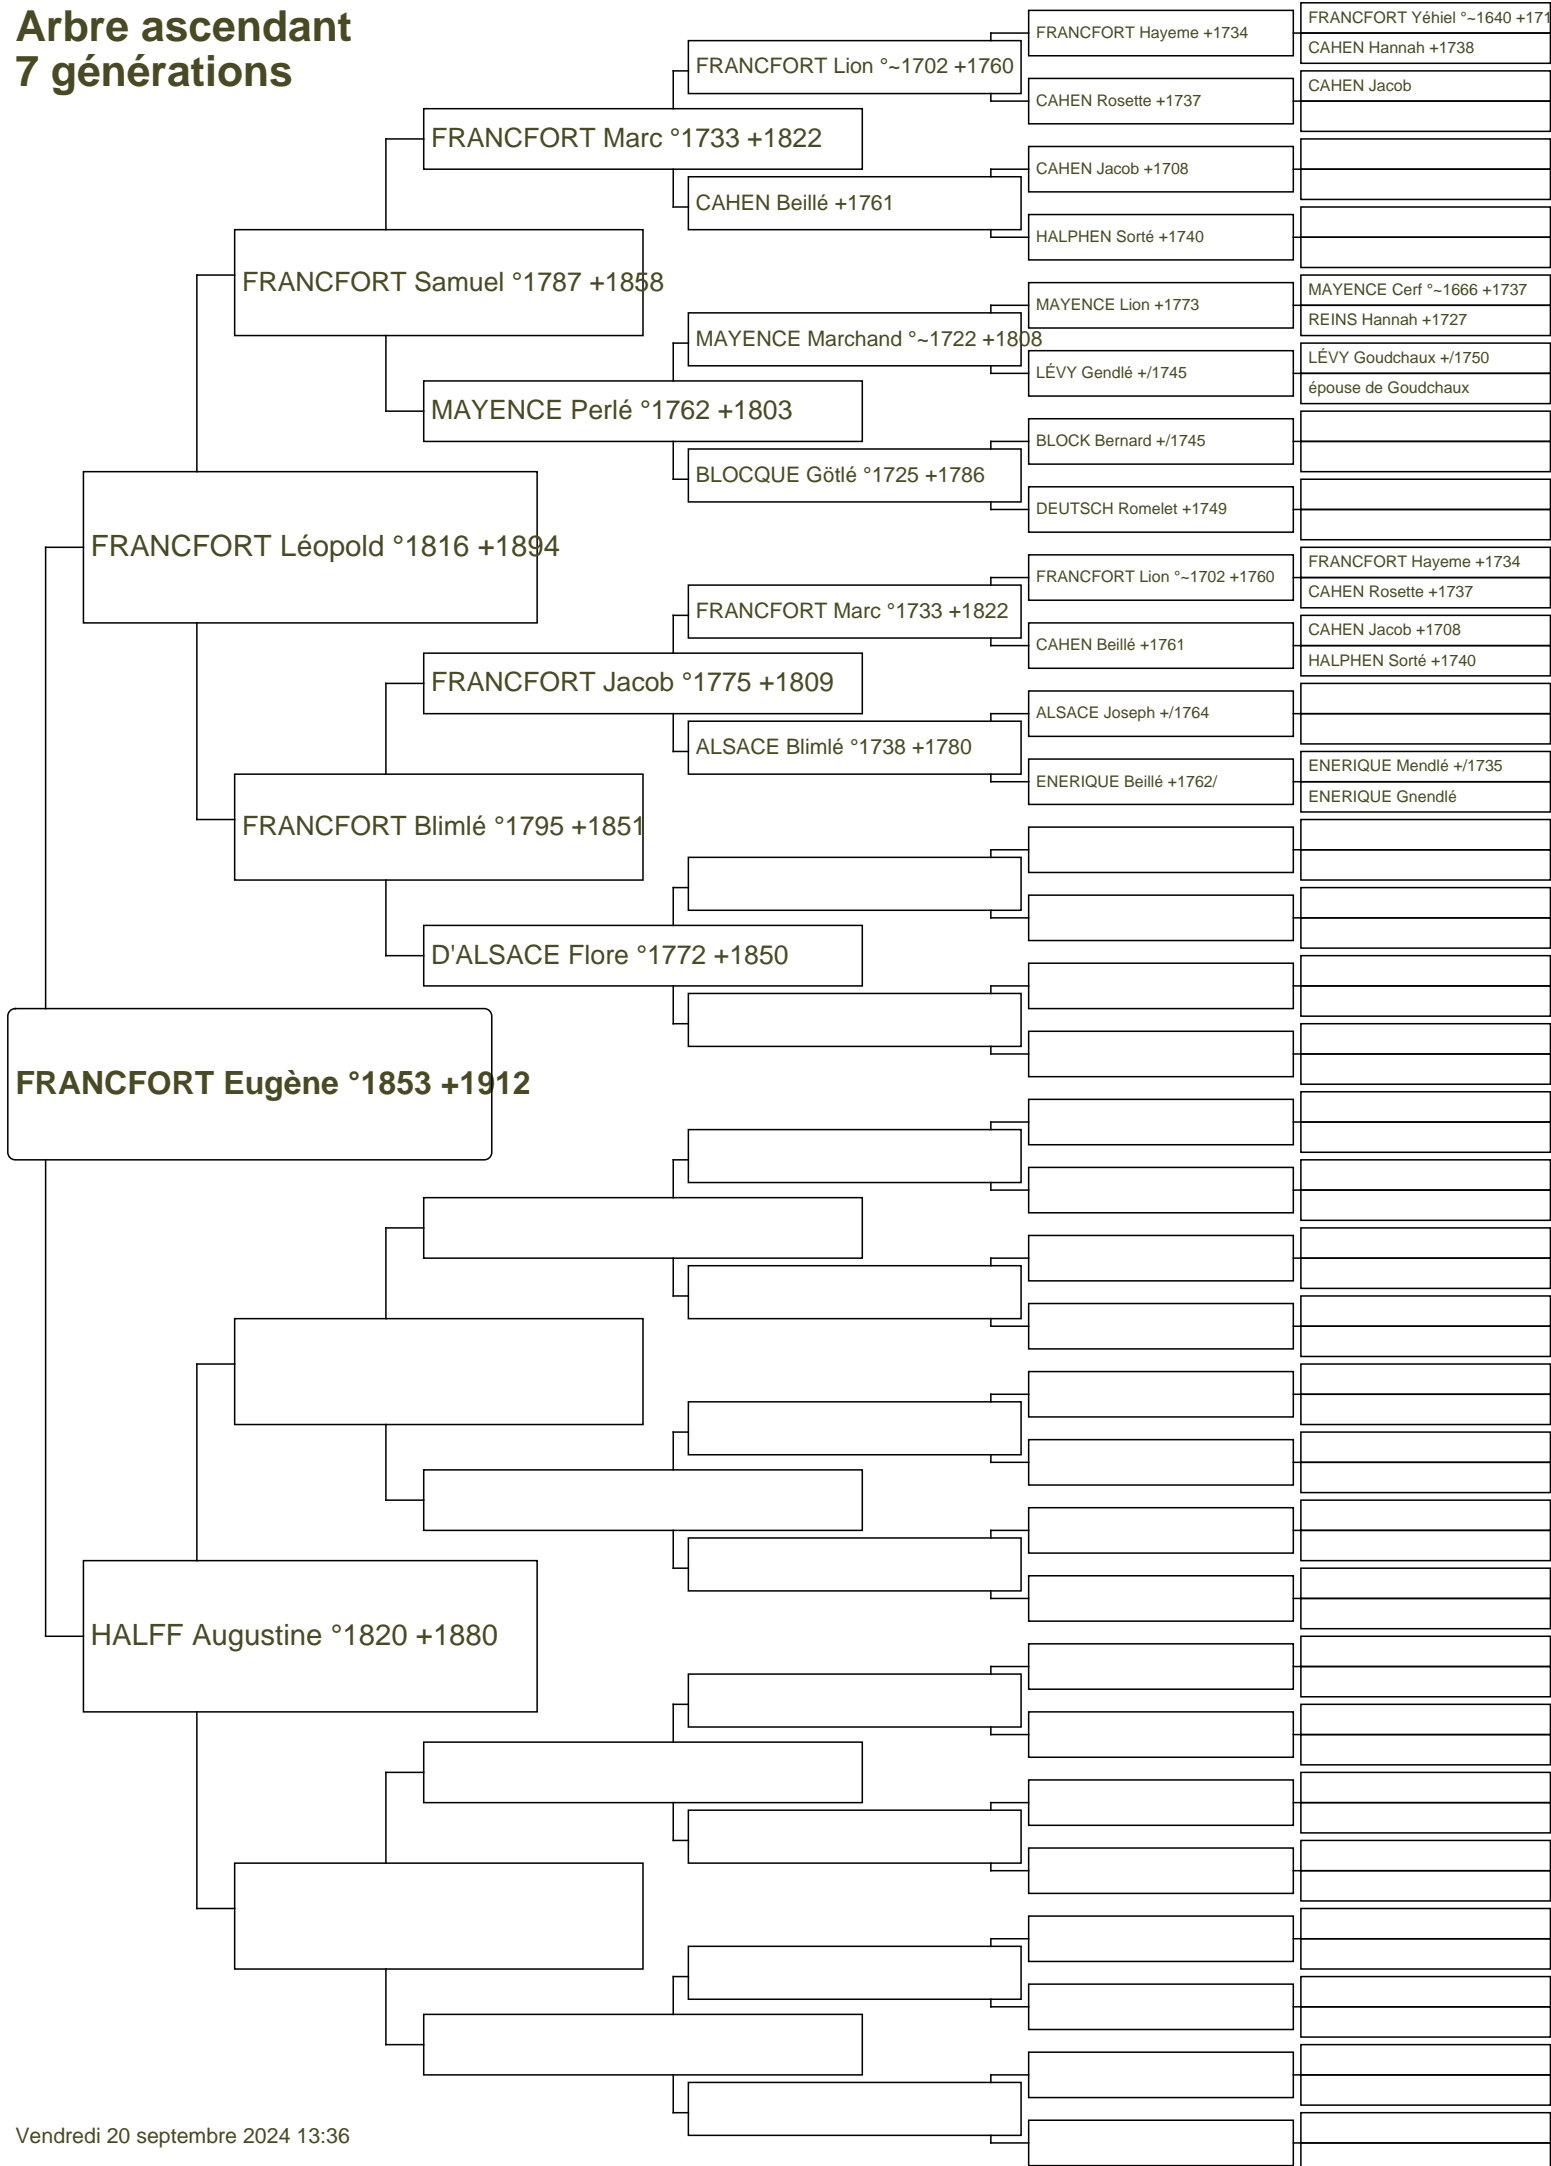 Arbre ascendant
7 générations
FRANCFORT Eugène °1853 +1912
FRANCFORT Léopold °1816 +1894
HALFF Augustine °1820 +1880
FRANCFORT Samuel °1787 +1858
FRANCFORT Blimlé °1795 +1851
FRANCFORT Marc °1733 +1822
MAYENCE Perlé °1762 +1803
FRANCFORT Jacob °1775 +1809
D'ALSACE Flore °1772 +1850
FRANCFORT Lion °~1702 +1760
CAHEN Beillé +1761
MAYENCE Marchand °~1722 +1808
BLOCQUE Götlé °1725 +1786
FRANCFORT Marc °1733 +1822
ALSACE Blimlé °1738 +1780
FRANCFORT Hayeme +1734
CAHEN Rosette +1737
CAHEN Jacob +1708
HALPHEN Sorté +1740
MAYENCE Lion +1773
LÉVY Gendlé +/1745
BLOCK Bernard +/1745
DEUTSCH Romelet +1749
FRANCFORT Lion °~1702 +1760
CAHEN Beillé +1761
ALSACE Joseph +/1764
ENERIQUE Beillé +1762/
FRANCFORT Yéhiel °~1640 +171
CAHEN Hannah +1738
CAHEN Jacob
MAYENCE Cerf °~1666 +1737
REINS Hannah +1727
LÉVY Goudchaux +/1750
épouse de Goudchaux
FRANCFORT Hayeme +1734
CAHEN Rosette +1737
CAHEN Jacob +1708
HALPHEN Sorté +1740
ENERIQUE Mendlé +/1735
ENERIQUE Gnendlé
Vendredi 20 septembre 2024 13:36